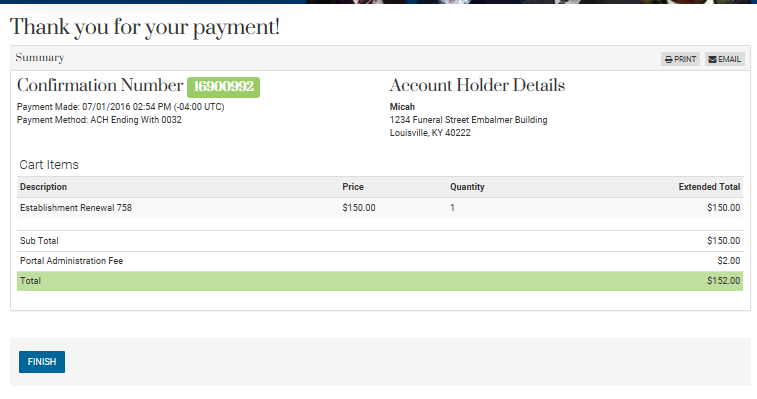 Thank you for your payment!
Summary
PRINT
EMAIL
Confirmation Number 16900992
Payment Made: 07/01/2016 02:54 PM (-04:00 UTC)
Payment Method: ACH Ending With 0032
Account Holder Details
Micah
1234 Funeral Street Embalmer Building
Louisville, KY 40222
Cart Items
Description Price Quantity Extended Total
Establishment Renewal 758 $150.00 1 $150.00
Sub Total $150.00
Portal Administration Fee $2.00
Total $152.00
FINISH